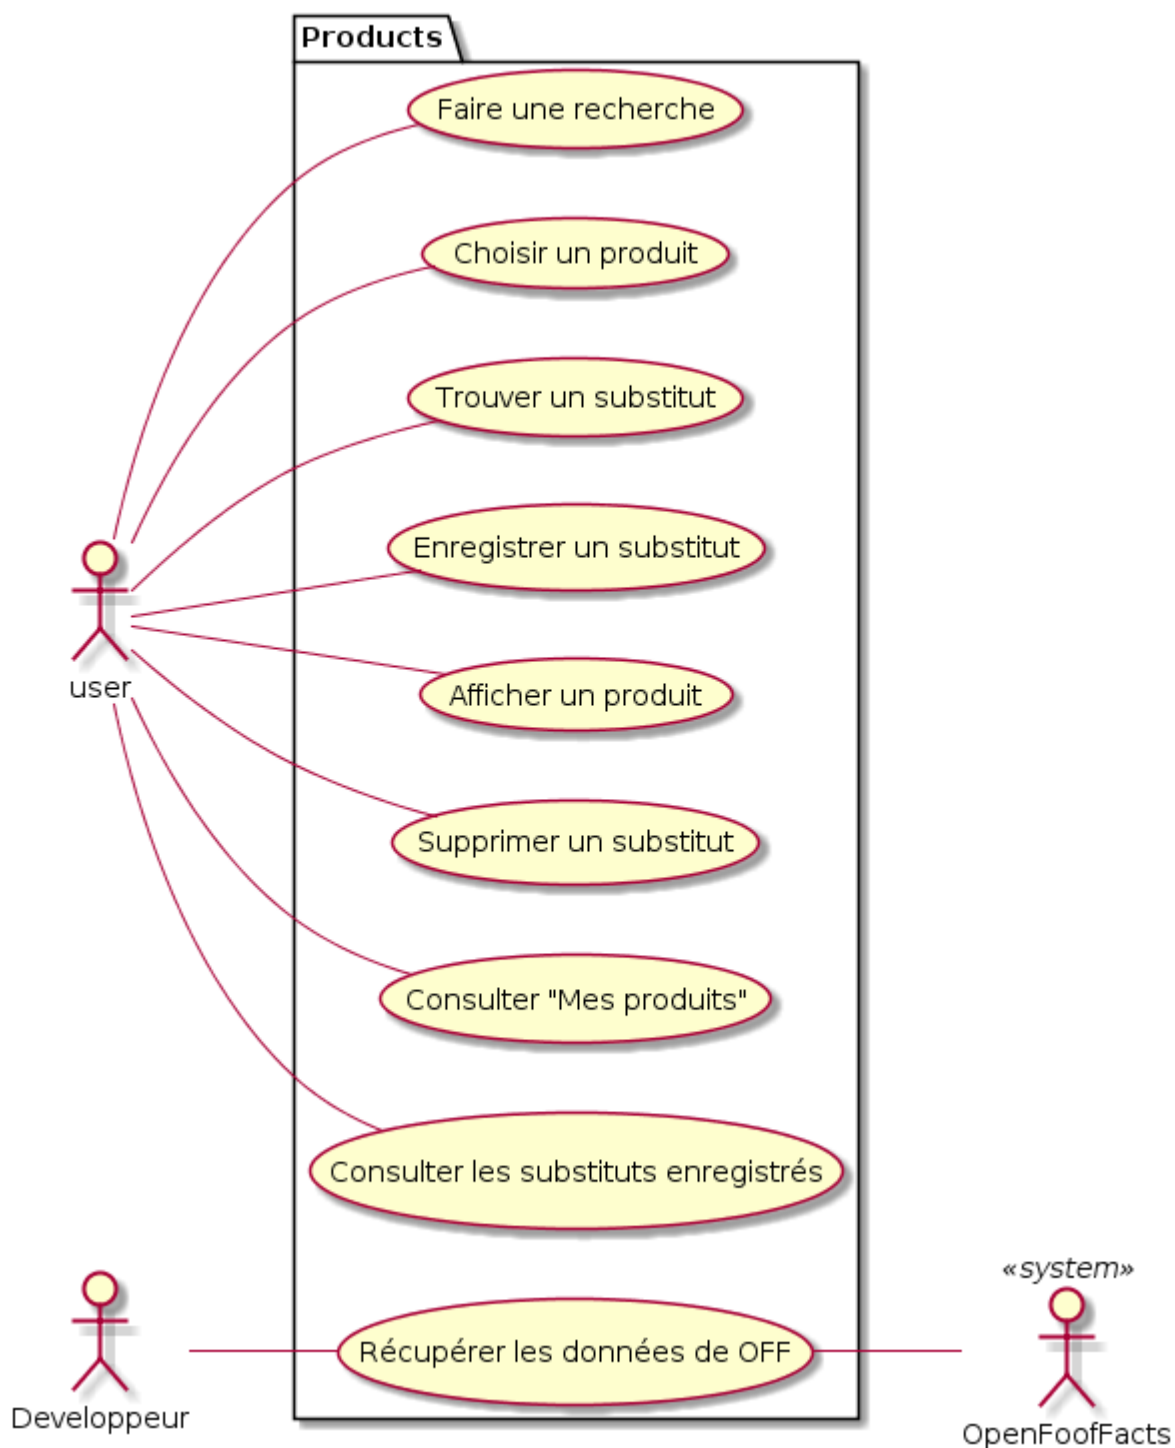 Products
Faire une recherche
Choisir un produit
Trouver un substitut
Enregistrer un substitut
Afficher un produit
user
Supprimer un substitut
Consulter "Mes produits"
Consulter les substituts enregistrés
«system»
Récupérer les données de OFF
Developpeur
OpenFoofFacts